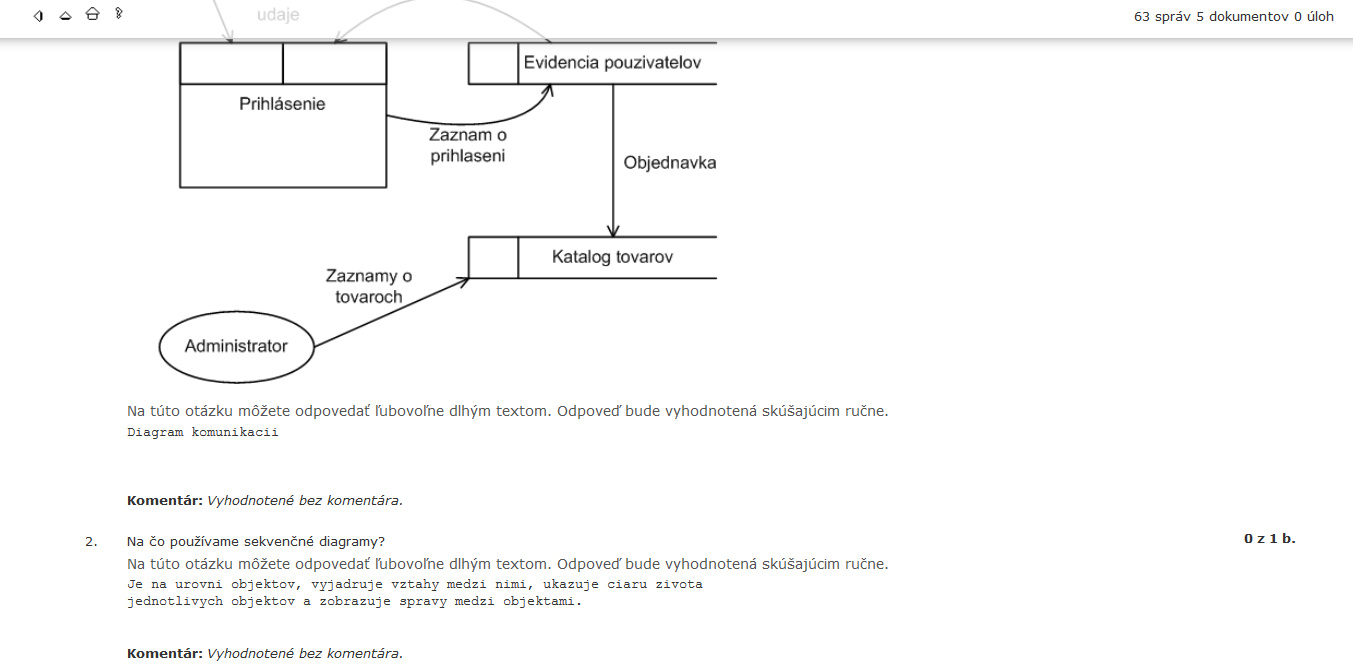 63 správ 5 dokumentov 0 úloh
udaje
Evidencia pouzivatelov
Prihlásenie
Zaznam o
prihlaseni
Objednavka
Katalog tovarov
Zaznamy o
tovaroch
Administrator
Na túto otázku môžete odpovedať ľubovoľne dlhým textom. Odpoveď bude vyhodnotená skúšajúcim ručne.
Diagram komunikacii
Komentár: Vyhodnotené bez komentára.
2. Na čo používame sekvenčné diagramy? 0 z 1 b.
Na túto otázku môžete odpovedať ľubovoľne dlhým textom. Odpoveď bude vyhodnotená skúšajúcim ručne.
Je na urovni objektov, vyjadruje vztahy medzi nimi, ukazuje ciaru zivota
jednotlivych objektov a zobrazuje spravy medzi objektami.
Komentár: Vyhodnotené bez komentára.